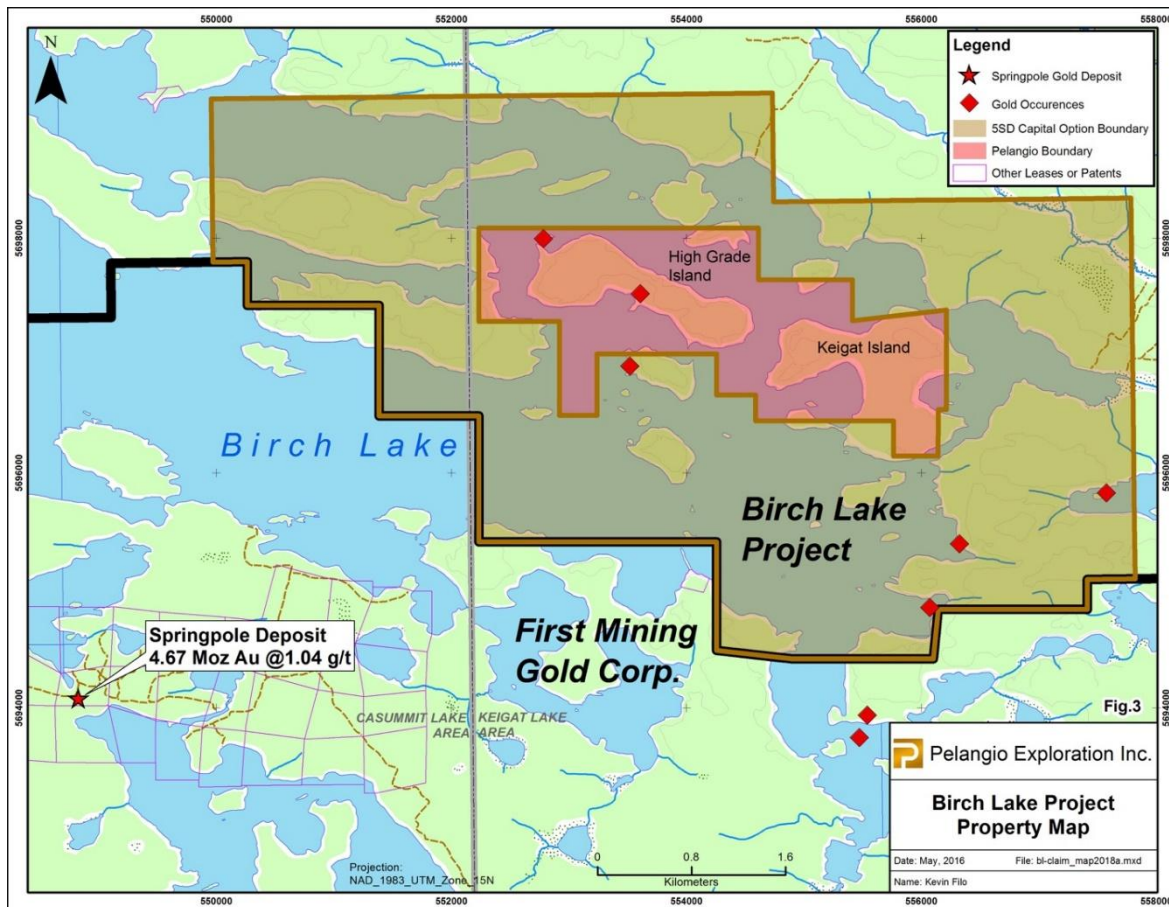 550000
552000
554000
556000
558000
N
Legend
Springpole Gold Deposit
Gold Occurences
5SD Capital Option Boundary
Pelangio Boundary
Other Leases or Patents
5698000
5698000
High Grade
Island
Keigat Island
Birch Lake
5696000
5696000
Birch Lake
Project
Springpole Deposit
4.67 Moz Au @1.04 g/t
First Mining
Gold Corp.
5694000
5694000
CASUMMIT LAKE
AREA
KEIGAT LAKE
AREA
Fig.3
Pelangio Exploration Inc.
Birch Lake Project
Property Map
Date: May, 2016
File: bl-claim_map2018a.mxd
Name: Kevin Filo
Projection:
NAD_1983_UTM_Zone_15N
0
0.8
1.6
Kilometers
550000
552000
554000
556000
558000